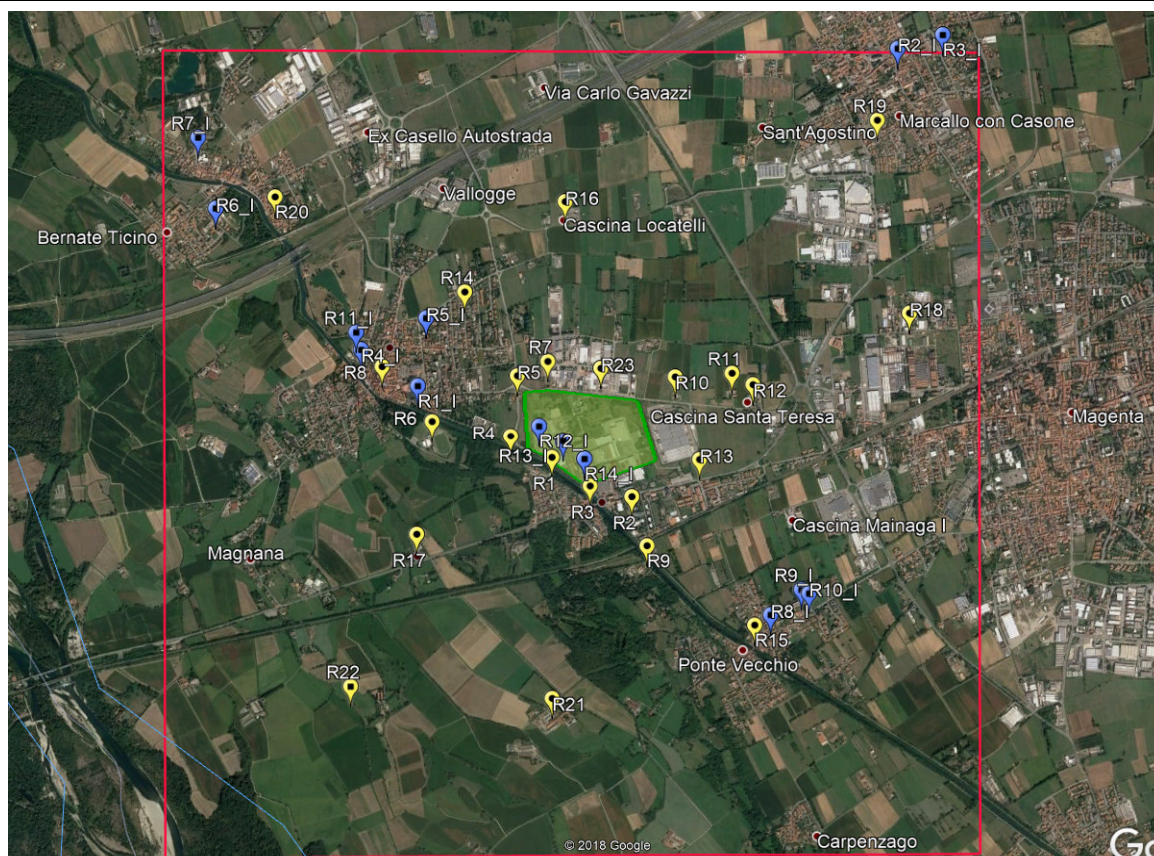 R2_I
R3_I
Via Carlo Gavazzi
R19
Marcallo con Casone
R7_I
Ex Casello Autostrada
Sant'Agostino
Vallogge
R6_I
R20
R16
Cascina Locatelli
Bernate Ticino
R14
R5_I
R18
R11_I
R4_I
R8
R7
R23
R5
R10
R11
R12
R1_I
Cascina Santa Teresa
Magenta
R6
R4
R12_I
R13_I
R13
R1
R14_I
R3
R2
Cascina Mainaga I
R17
Magnana
R9
R9_I
R10_I
R8_I
R15
Ponte Vecchio
R22
R21
© 2018 Google
Carpenzago
Go